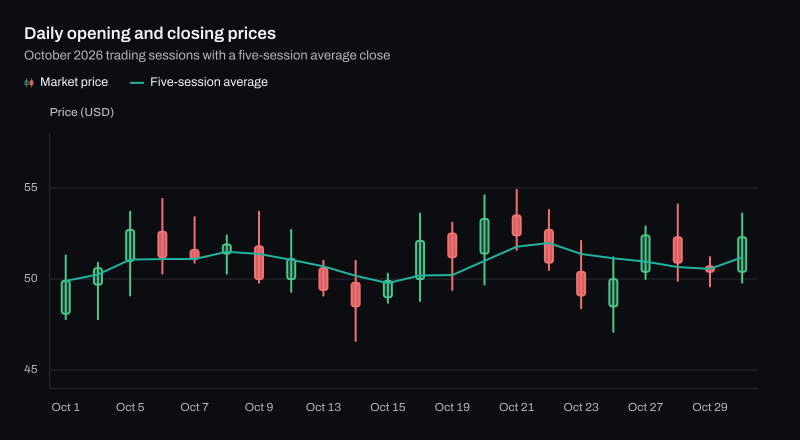 Daily opening and closing prices
October 2026 trading sessions with a five-session average close
Market price Five-session average
Price (USD)
55
50
45
Oct 1 Oct 5 Oct 7 Oct 9 Oct 13 Oct 15 Oct 19 Oct 21 Oct 23 Oct 27 Oct 29